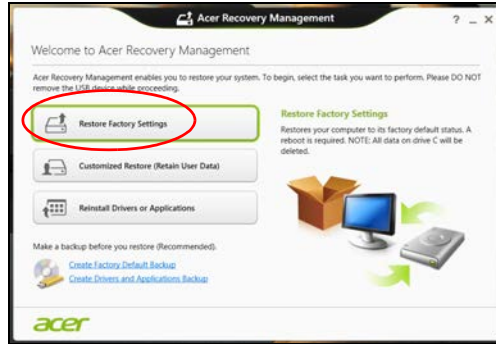 Acer Recovery Management
Welcome to Acer Recovery Management
Acer Recovery Management enables you to restore your system. To begin, select the task you want to perform. Please DO NOT
remove the USB device while proceeding.
Restore Factory Settings
Customized Restore (Retain User Data)
Reinstall Drivers or Applications
Restore Factory Settings
Restores your computer to its factory default status. A
reboot is required. NOTE: All data on drive C will be
deleted.
Make a backup before you restore (Recommended).
Create Factory Default Backup
Create Drivers and Applications Backup
acer